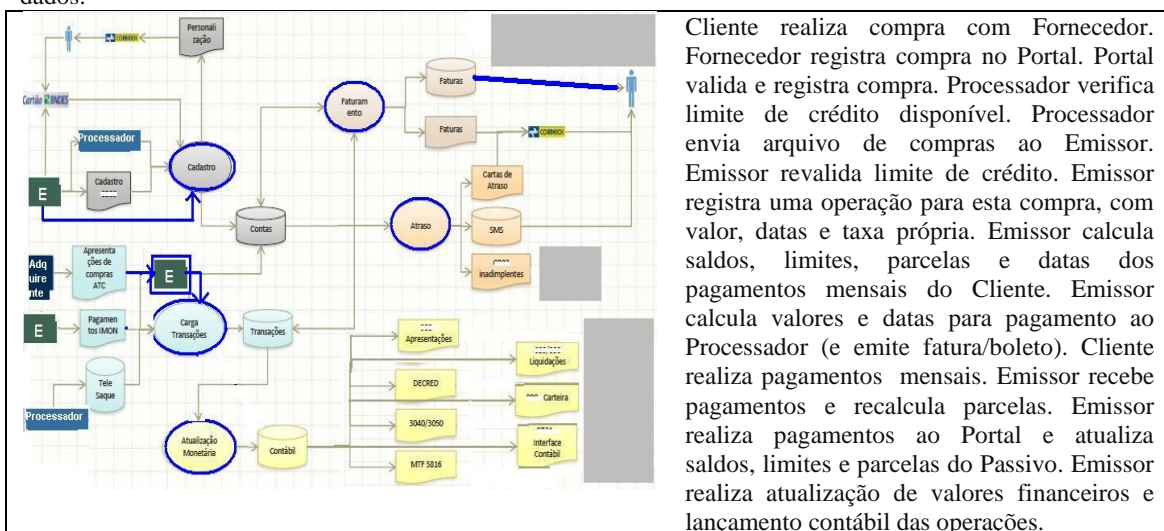 dados.
Personali
zação
CORREIOS
Cartão BNDES
Processador
E
Cadastro
Cadastro
Contas
Faturam
ento
Faturas
Faturas
CORREIOS
Atraso
Cartas de
Atraso
SMS
inadimplentes
Adq
uire
nte
Apresenta
ções de
compras
ATC
E
E
Pagamen
tos IMON
Carga
Transações
Transações
Tele
Saque
Processador
Atualização
Monetária
Contábil
Apresentações
DECRED
3040/3050
MTF 5816
Liquidações
Carteira
Interface
Contábil
Cliente realiza compra com Fornecedor.
Fornecedor registra compra no Portal. Portal
valida e registra compra. Processador verifica
limite de crédito disponível. Processador
envia arquivo de compras ao Emissor.
Emissor revalida limite de crédito. Emissor
registra uma operação para esta compra, com
valor, datas e taxa própria. Emissor calcula
saldos, limites, parcelas e datas dos
pagamentos mensais do Cliente. Emissor
calcula valores e datas para pagamento ao
Processador (e emite fatura/boleto). Cliente
realiza pagamentos mensais. Emissor recebe
pagamentos e recalcula parcelas. Emissor
realiza pagamentos ao Portal e atualiza
saldos, limites e parcelas do Passivo. Emissor
realiza atualização de valores financeiros e
lançamento contábil das operações.